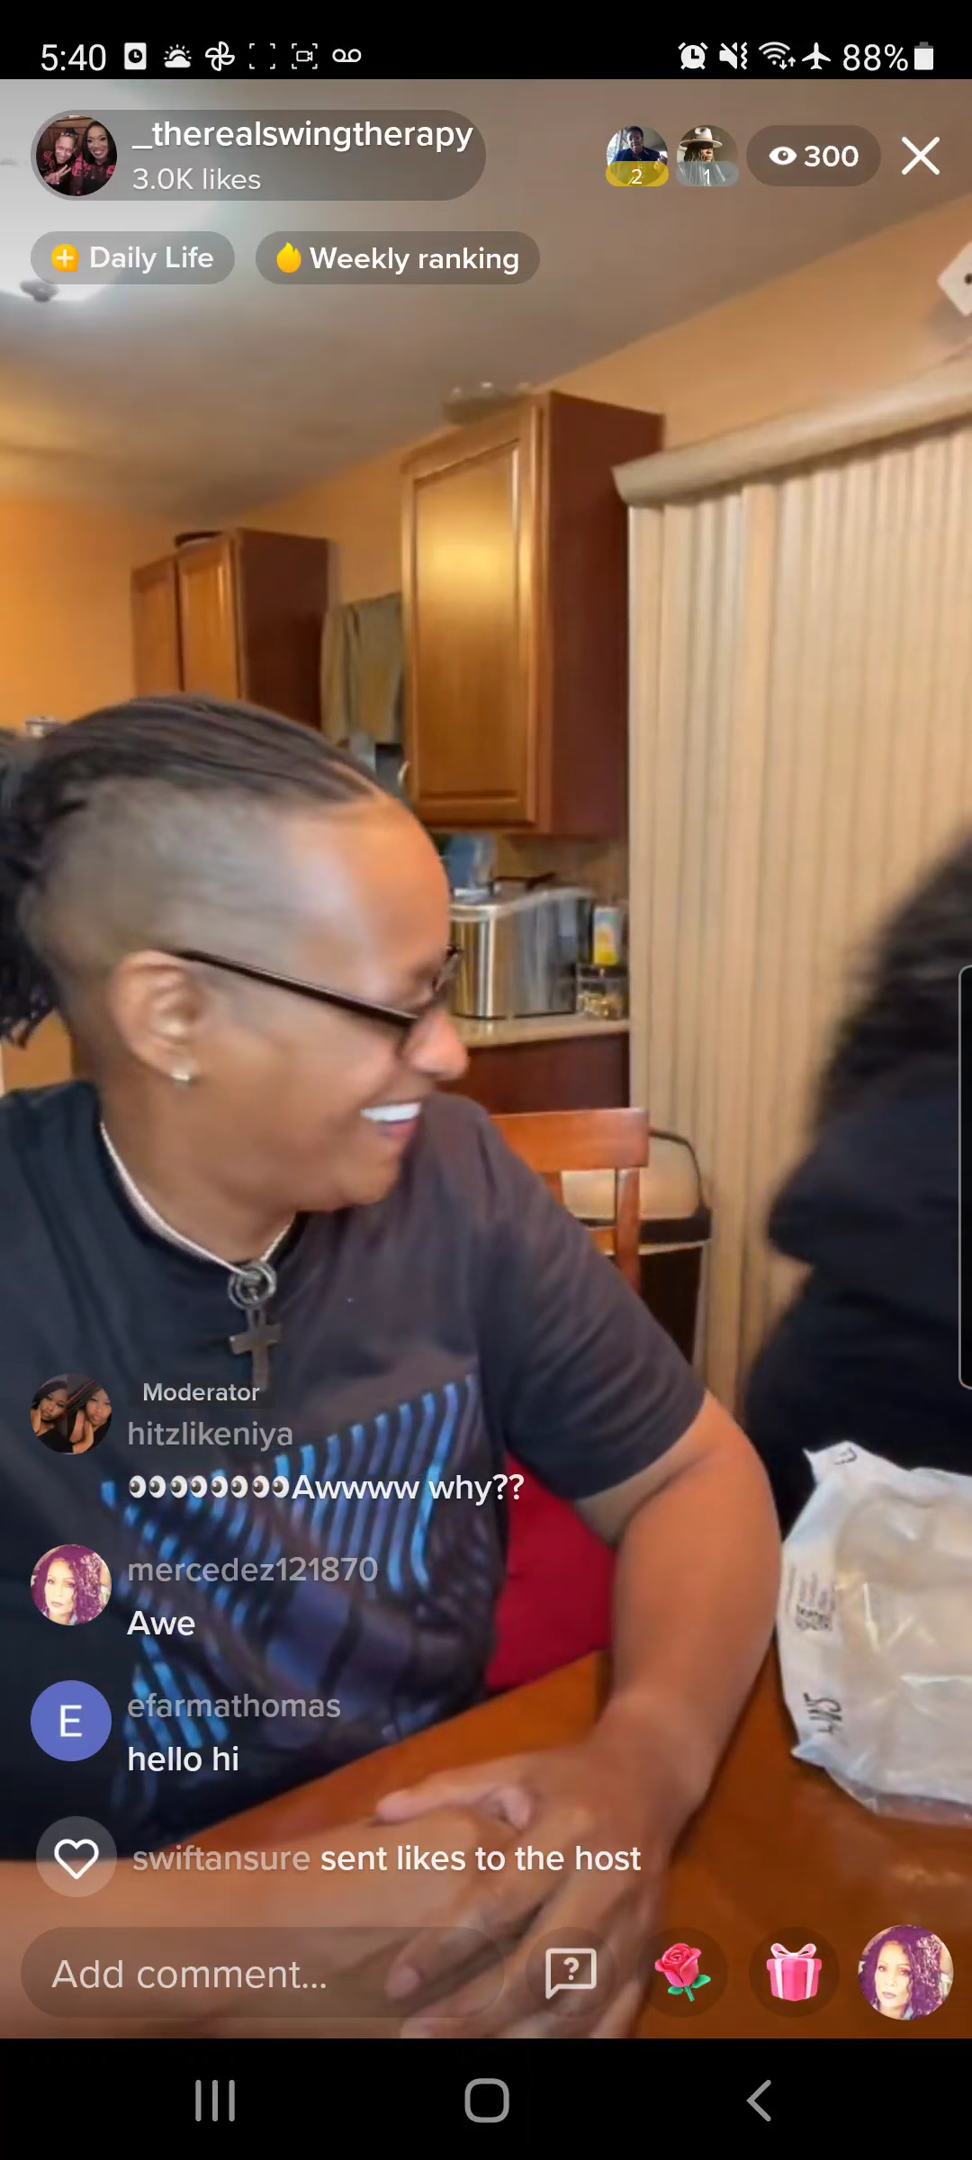 5:40
88%
_therealswingtherapy
3.0K likes
2
1
300
Daily Life
Weekly ranking
Moderator
hitzlikeniya
👀👀👀👀Awwww why??
mercedez121870
Awe
E
efarmathomas
hello hi
swiftansure sent likes to the host
Add comment...